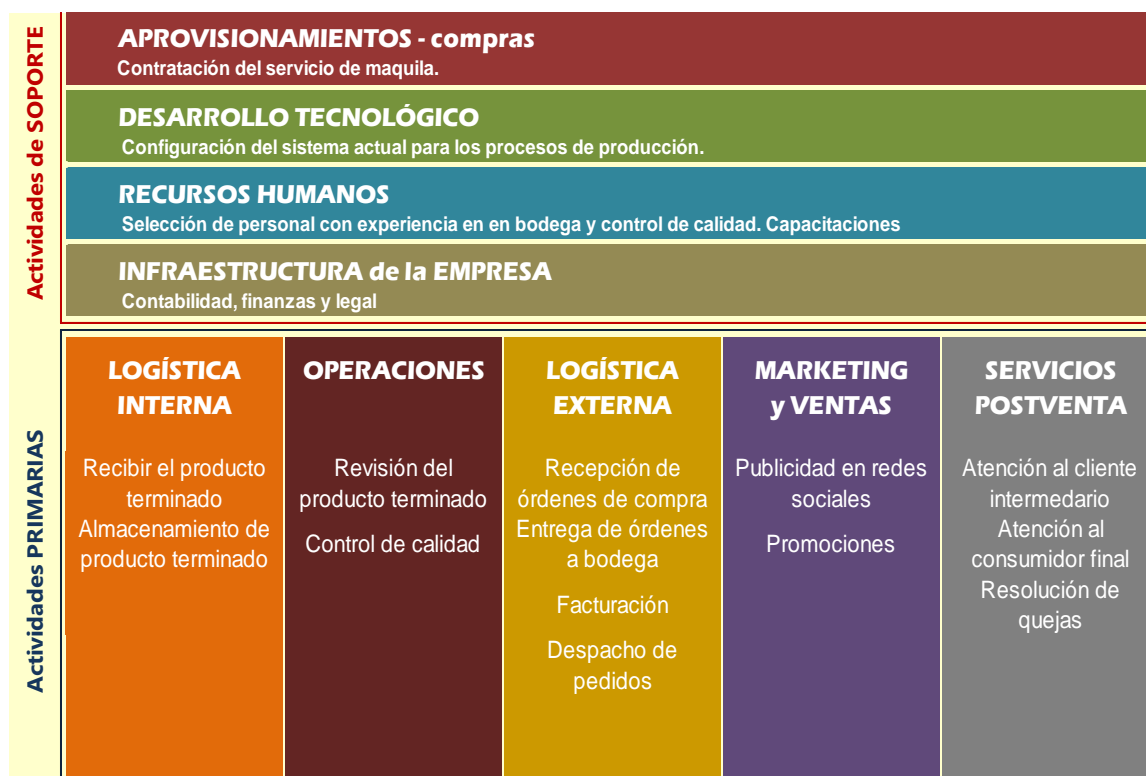 Actividades de SOPORTE
APROVISIONAMIENTOS - compras
Contratación del servicio de maquila.
DESARROLLO TECNOLÓGICO
Configuración del sistema actual para los procesos de producción.
RECURSOS HUMANOS
Selección de personal con experiencia en en bodega y control de calidad. Capacitaciones
INFRAESTRUCTURA de la EMPRESA
Contabilidad, finanzas y legal
Actividades PRIMARIAS
LOGÍSTICA
INTERNA
Recibir el producto
terminado
Almacenamiento de
producto terminado
OPERACIONES
Revisión del
producto terminado
Control de calidad
LOGÍSTICA
EXTERNA
Recepción de
órdenes de compra
Entrega de órdenes
a bodega
Facturación
Despacho de
pedidos
MARKETING
y VENTAS
Publicidad en redes
sociales
Promociones
SERVICIOS
POSTVENTA
Atención al cliente
intermedario
Atención al
consumidor final
Resolución de
quejas